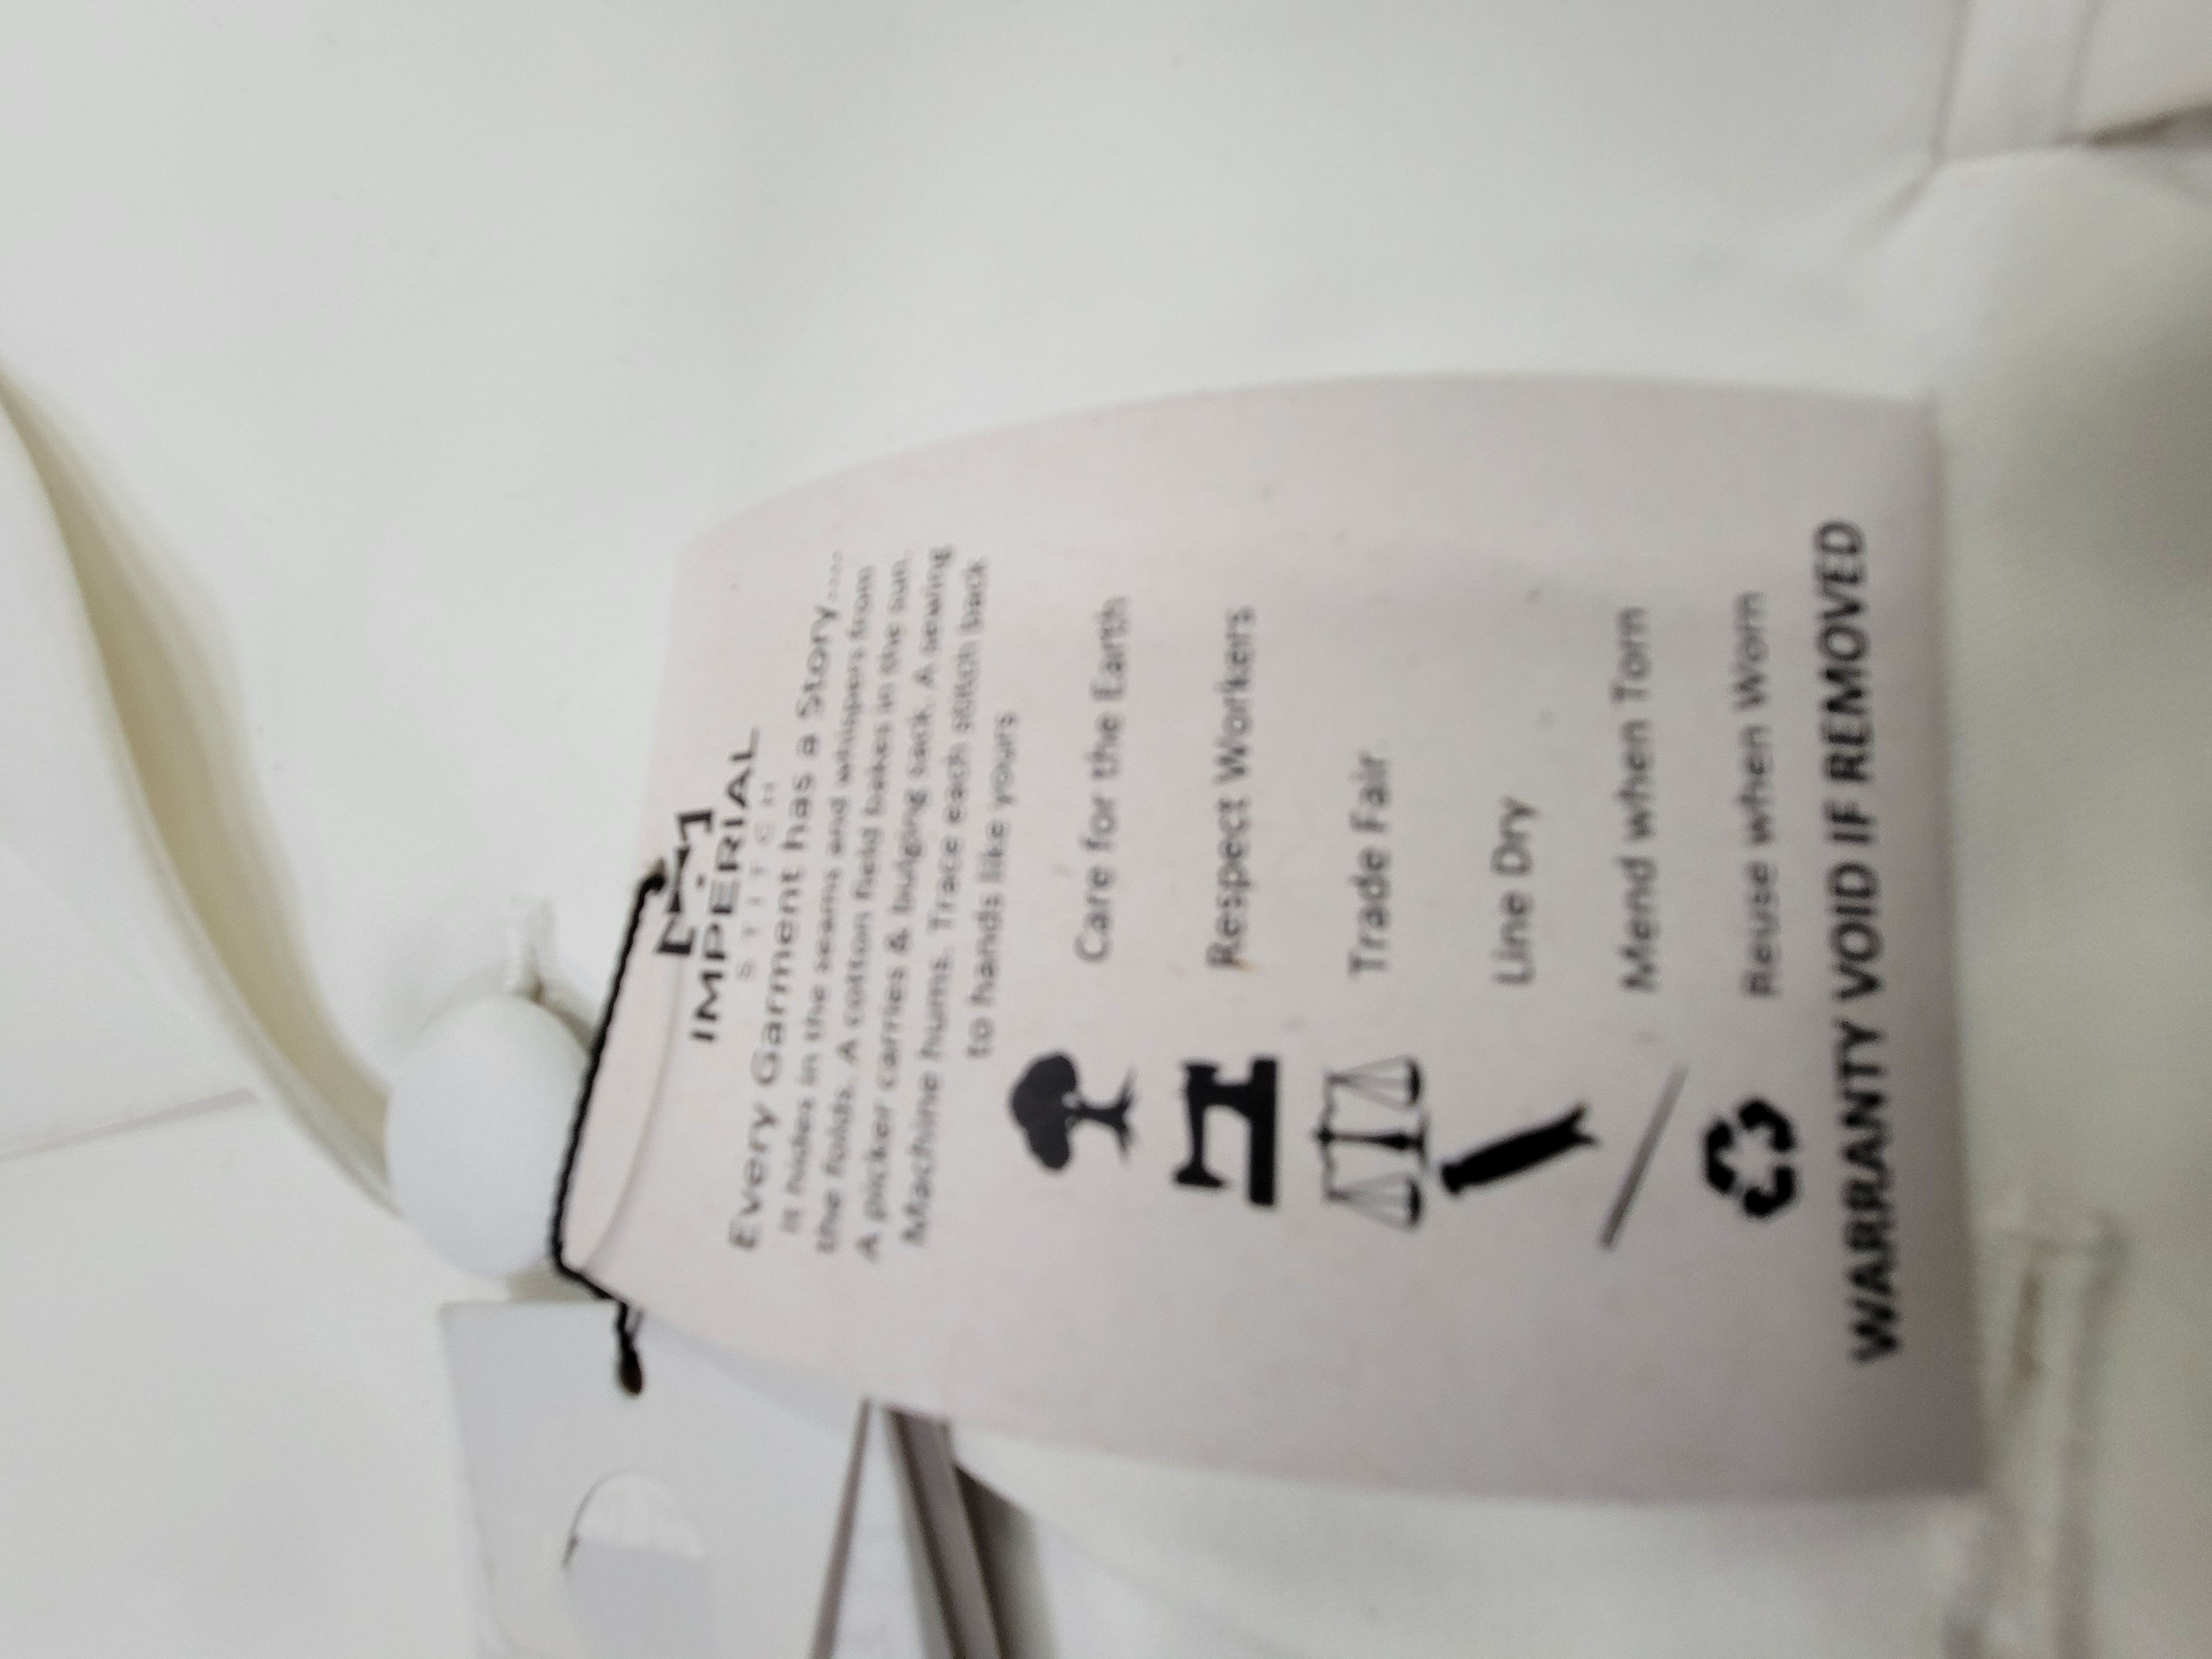 IMPERIAL
STITCH
Every Garment has a Story....
It hides in the seams and whispers from
the folds. A cotton field bakes in the sun.
A picker carries & bulging sack. A sewing
Machine hums. Trace each stitch back
to hands like yours
Care for the Earth
Respect Workers
Trade Fair
Line Dry
Mend when Torn
Reuse when Worn
WARRANTY VOID IF REMOVED